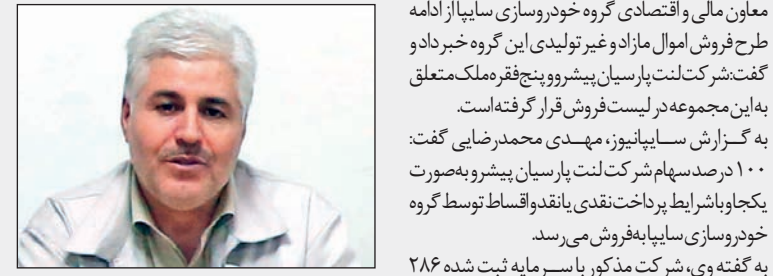 معاون مالی و اقتصادی گروه خودروسازی سایپا از ادامه
طرح فروش اموال مازاد و غیر تولیدی این گروه خبر داد و
گفت: شرکت لنت پارسیان پیشرو و پنج فقره ملک متعلق
به این مجموعه در لیست فروش قرار گرفته است.
به گزارش سایپانیوز، مهدی محمدرضایی گفت:
۱۰۰ درصد سهام شرکت لنت پارسیان پیشرو به‌صورت
یکجا و با شرایط پرداخت نقدی یا نقد و اقساط توسط گروه
خودروسازی سایپا به فروش می‌رسد.
به گفته وی، شرکت مذکور با سرمایه ثبت شده ۲۸۶